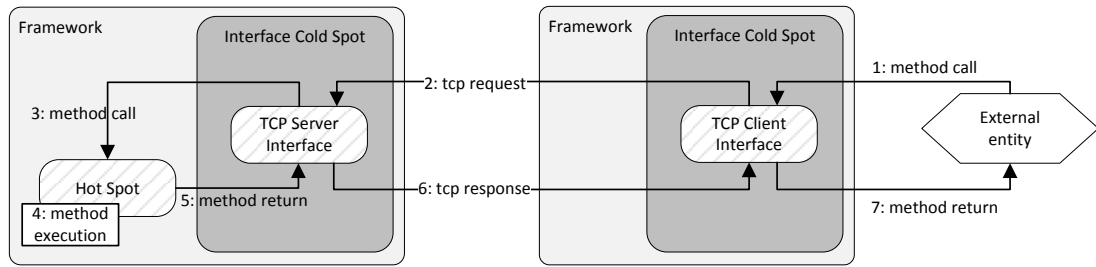 Framework
Interface Cold Spot
Framework
Interface Cold Spot
1: method call
2: tcp request
3: method call
TCP Server
Interface
TCP Client
Interface
External
entity
Hot Spot
5: method return
6: tcp response
7: method return
4: method
execution